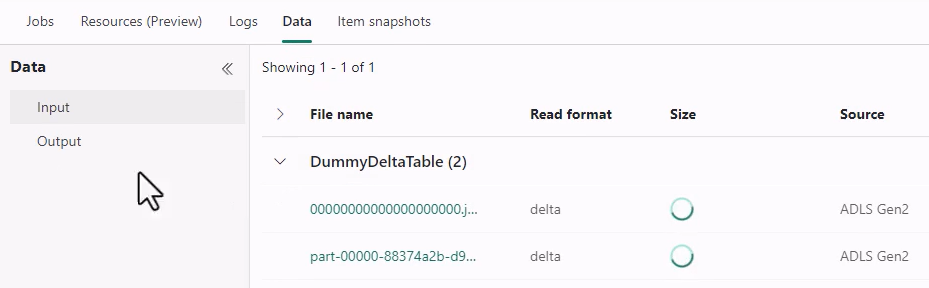 Jobs Resources (Preview) Logs Data Item snapshots
Data
Input
Output
Showing 1 - 1 of 1
File name Read format Size Source
DummyDeltaTable (2)
00000000000000000000.j... delta ADLS Gen2
part-00000-88374a2b-d9... delta ADLS Gen2